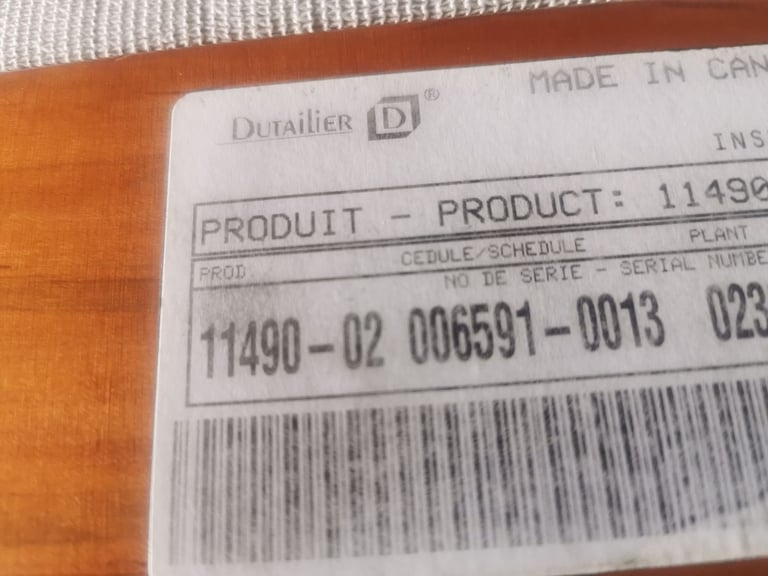 MADE IN CAN
DUTAiLiER D ®
INS
PRODUIT - PRODUCT: 11490
PROD CEDULE/SCHEDULE PLANT
NO DE SERIE - SERIAL NUMBE
11490-02 006591-0013 023